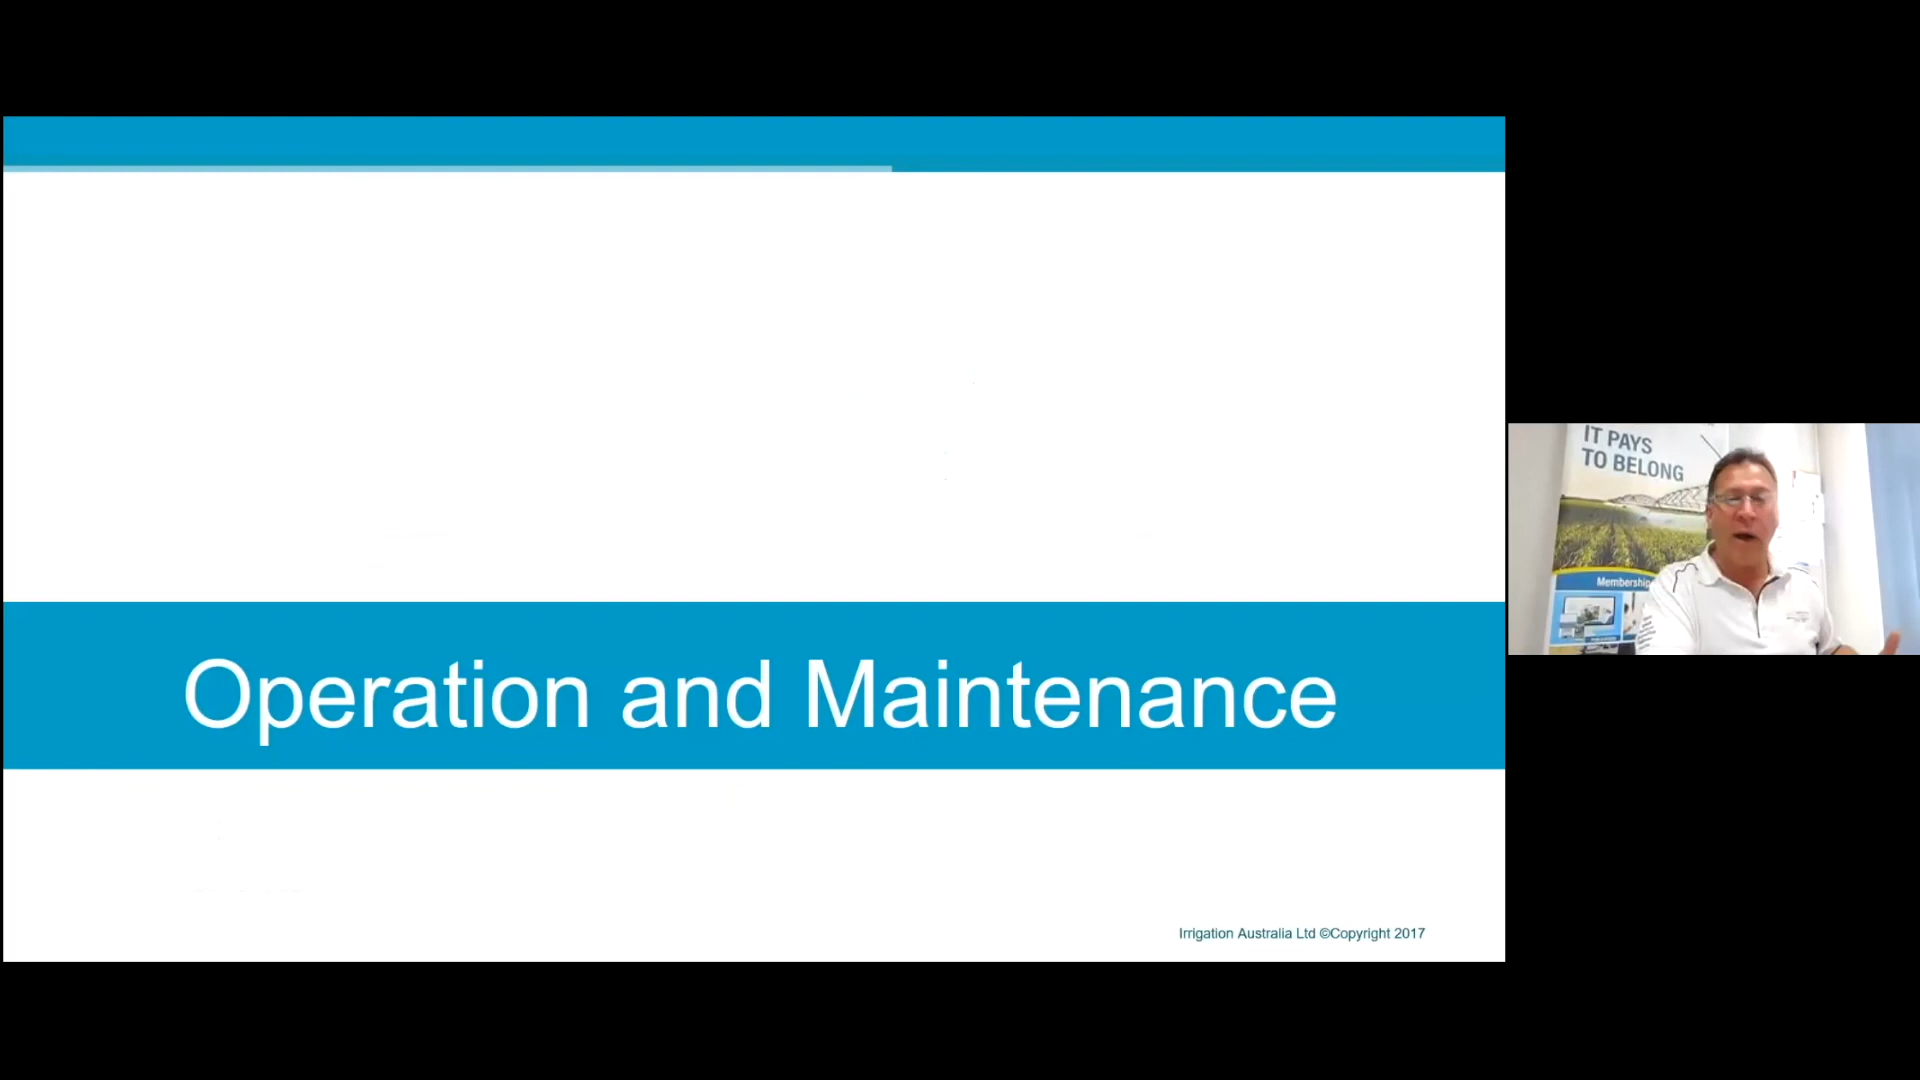 Operation and Maintenance
Irrigation Australia Ltd ©Copyright 2017
IT PAYS
TO BELONG
Membership